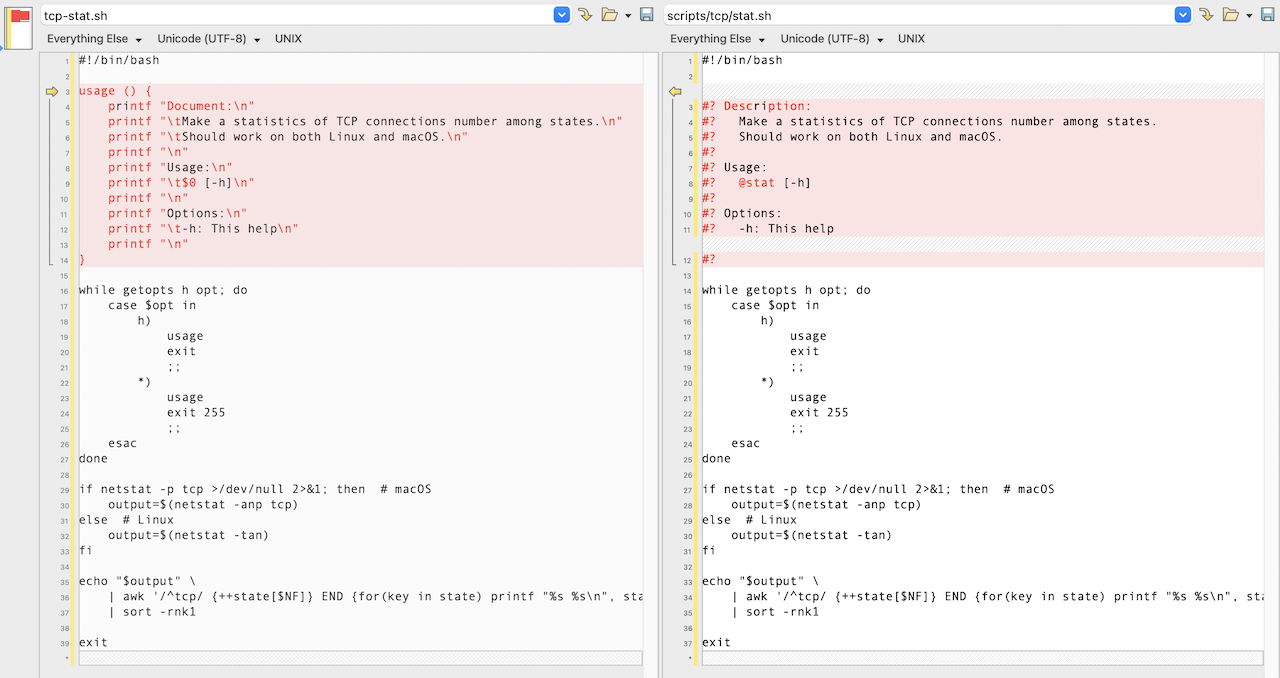 tcp-stat.sh
Everything Else Unicode (UTF-8) UNIX
1 #!/bin/bash
2
3 usage () {
4     printf "Document:\n"
5     printf "\tMake a statistics of TCP connections number among states.\n"
6     printf "\tShould work on both Linux and macOS.\n"
7     printf "\n"
8     printf "Usage:\n"
9     printf "\t$0 [-h]\n"
10     printf "\n"
11     printf "Options:\n"
12     printf "\t-h: This help\n"
13     printf "\n"
14 }
15
16 while getopts h opt; do
17     case $opt in
18         h)
19             usage
20             exit
21             ;;
22         *)
23             usage
24             exit 255
25             ;;
26     esac
27 done
28
29 if netstat -p tcp >/dev/null 2>&1; then  # macOS
30     output=$(netstat -anp tcp)
31 else  # Linux
32     output=$(netstat -tan)
33 fi
34
35 echo "$output" \
36     | awk '/^tcp/ {++state[$NF]} END {for(key in state) printf "%s %s\n", sta
37     | sort -rnk1
38
39 exit
scripts/tcp/stat.sh
Everything Else Unicode (UTF-8) UNIX
1 #!/bin/bash
2
3 #? Description:
4 #?   Make a statistics of TCP connections number among states.
5 #?   Should work on both Linux and macOS.
6 #?
7 #? Usage:
8 #?   @stat [-h]
9 #?
10 #? Options:
11 #?   -h: This help
12 #?
13
14 while getopts h opt; do
15     case $opt in
16         h)
17             usage
18             exit
19             ;;
20         *)
21             usage
22             exit 255
23             ;;
24     esac
25 done
26
27 if netstat -p tcp >/dev/null 2>&1; then  # macOS
28     output=$(netstat -anp tcp)
29 else  # Linux
30     output=$(netstat -tan)
31 fi
32
33 echo "$output" \
34     | awk '/^tcp/ {++state[$NF]} END {for(key in state) printf "%s %s\n", sta
35     | sort -rnk1
36
37 exit